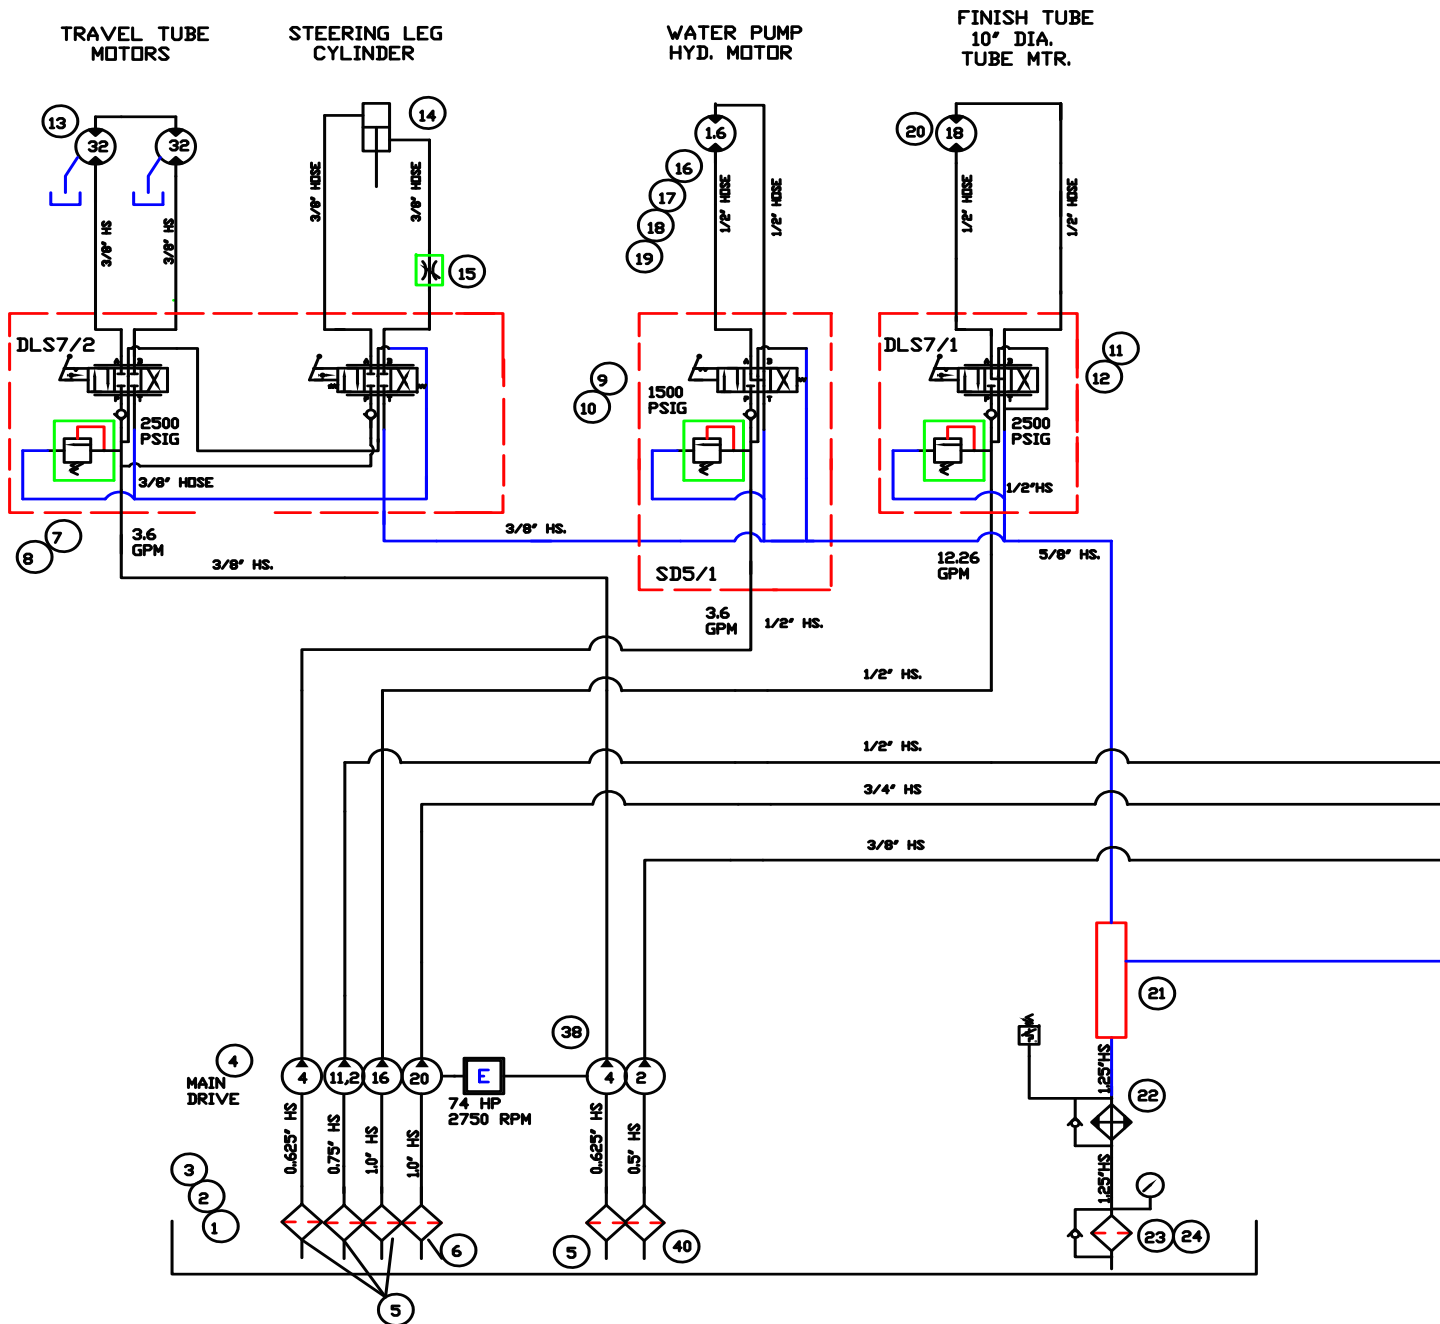 TRAVEL TUBE
MOTORS
STEERING LEG
CYLINDER
WATER PUMP
HYD. MOTOR
FINISH TUBE
10" DIA.
TUBE MTR.
13
32
32
14
1.6
20
18
16
17
18
19
3/8" HS
3/8" HS
3/8" HOSE
3/8" HOSE
1/2" HOSE
1/2" HOSE
1/2" HOSE
1/2" HOSE
15
DLS7/2
A
B
P
T
A
B
P
T
A
B
P
T
DLS7/1
A
B
P
T
11
12
9
10
1500
PSIG
2500
PSIG
2500
PSIG
3/8" HOSE
1/2"HS
7
8
3.6
GPM
3/8" HS.
3/8" HS.
SD5/1
12.26
GPM
5/8" HS.
3.6
GPM
1/2" HS.
1/2" HS.
1/2" HS.
3/4" HS
3/8" HS
21
38
4
MAIN
DRIVE
4
11,2
16
20
E
4
2
74 HP
2750 RPM
1.25"HS
22
0.625" HS
0.75" HS
1.0" HS
1.0" HS
0.625" HS
0.5" HS
1.25"HS
3
2
1
6
5
40
23
24
5